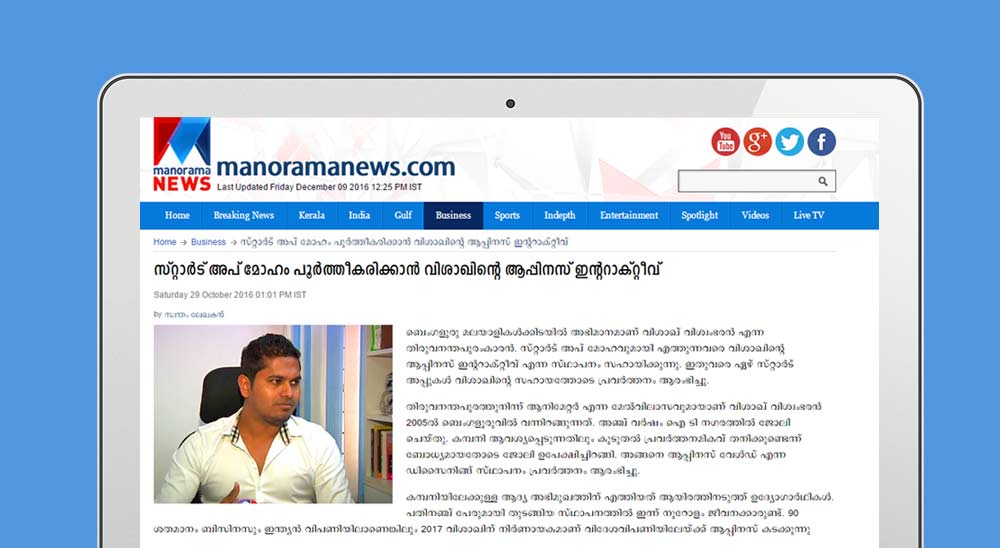 manorama
NEWS
manoramanews.com
Last Updated Friday December 09 2016 12:25 PM IST
You
Tube
g+
f
Home Breaking News Kerala India Gulf Business Sports Indepth Entertainment Spotlight Videos Live TV
Home → Business → സ്റ്റാർട് അപ് മോഹം പൂർത്തീകരിക്കാൻ വിശാഖിന്റെ ആപ്പിനസ് ഇന്ററാക്റ്റീവ്
സ്റ്റാർട് അപ് മോഹം പൂർത്തീകരിക്കാൻ വിശാഖിന്റെ ആപ്പിനസ് ഇന്ററാക്റ്റീവ്
Saturday 29 October 2016 01:01 PM IST
by സ്വന്തം ലേഖകൻ
ബെംഗളൂരു മലയാളികൾക്കിടയിൽ അഭിമാനമാണ് വിശാഖ് വിശ്വംഭരൻ എന്ന
തിരുവനന്തപുരംകാരൻ. സ്റ്റാർട് അപ് മോഹവുമായി എത്തുന്നവരെ വിശാഖിന്റെ
ആപ്പിനസ് ഇന്ററാക്റ്റീവ് എന്ന സ്ഥാപനം സഹായിക്കുന്നു. ഇതുവരെ ഏഴ് സ്റ്റാർട്
അപ്പുകൾ വിശാഖിന്റെ സഹായത്തോടെ പ്രവർത്തനം ആരംഭിച്ചു.
തിരുവനന്തപുരത്തുനിന്ന് ആനിമേറ്റർ എന്ന മേൽവിലാസവുമായാണ് വിശാഖ് വിശ്വംഭരൻ
2005ൽ ബെംഗളൂരുവിൽ വന്നിറങ്ങുന്നത്. അഞ്ച് വർഷം ഐ ടി നഗരത്തിൽ ജോലി
ചെയ്തു. കമ്പനി ആവശ്യപ്പെടുന്നതിലും കൂടുതൽ പ്രവർത്തനമികവ് തനിക്കുണ്ടെന്ന്
ബോധ്യമായതോടെ ജോലി ഉപേക്ഷിച്ചിറങ്ങി. അങ്ങനെ ആപ്പിനസ് വേൾഡ് എന്ന
ഡിസൈനിങ്ങ് സ്ഥാപനം പ്രവർത്തനം ആരംഭിച്ചു.
കമ്പനിയിലേക്കുള്ള ആദ്യ അഭിമുഖത്തിന് എത്തിയത് ആയിരത്തിനടുത്ത് ഉദ്യോഗാർഥികൾ.
പതിനഞ്ച് പേരുമായി തുടങ്ങിയ സ്ഥാപനത്തിൽ ഇന്ന് നൂറോളം ജീവനക്കാരുണ്ട്. 90
ശതമാനം ബിസിനസും ഇന്ത്യൻ വിപണിയിലാണെങ്കിലും 2017 വിശാഖിന് നിർണായകമാണ് വിദേശവിപണിയിലേയ്ക്ക് ആപ്പിനസ് കടക്കുന്നു